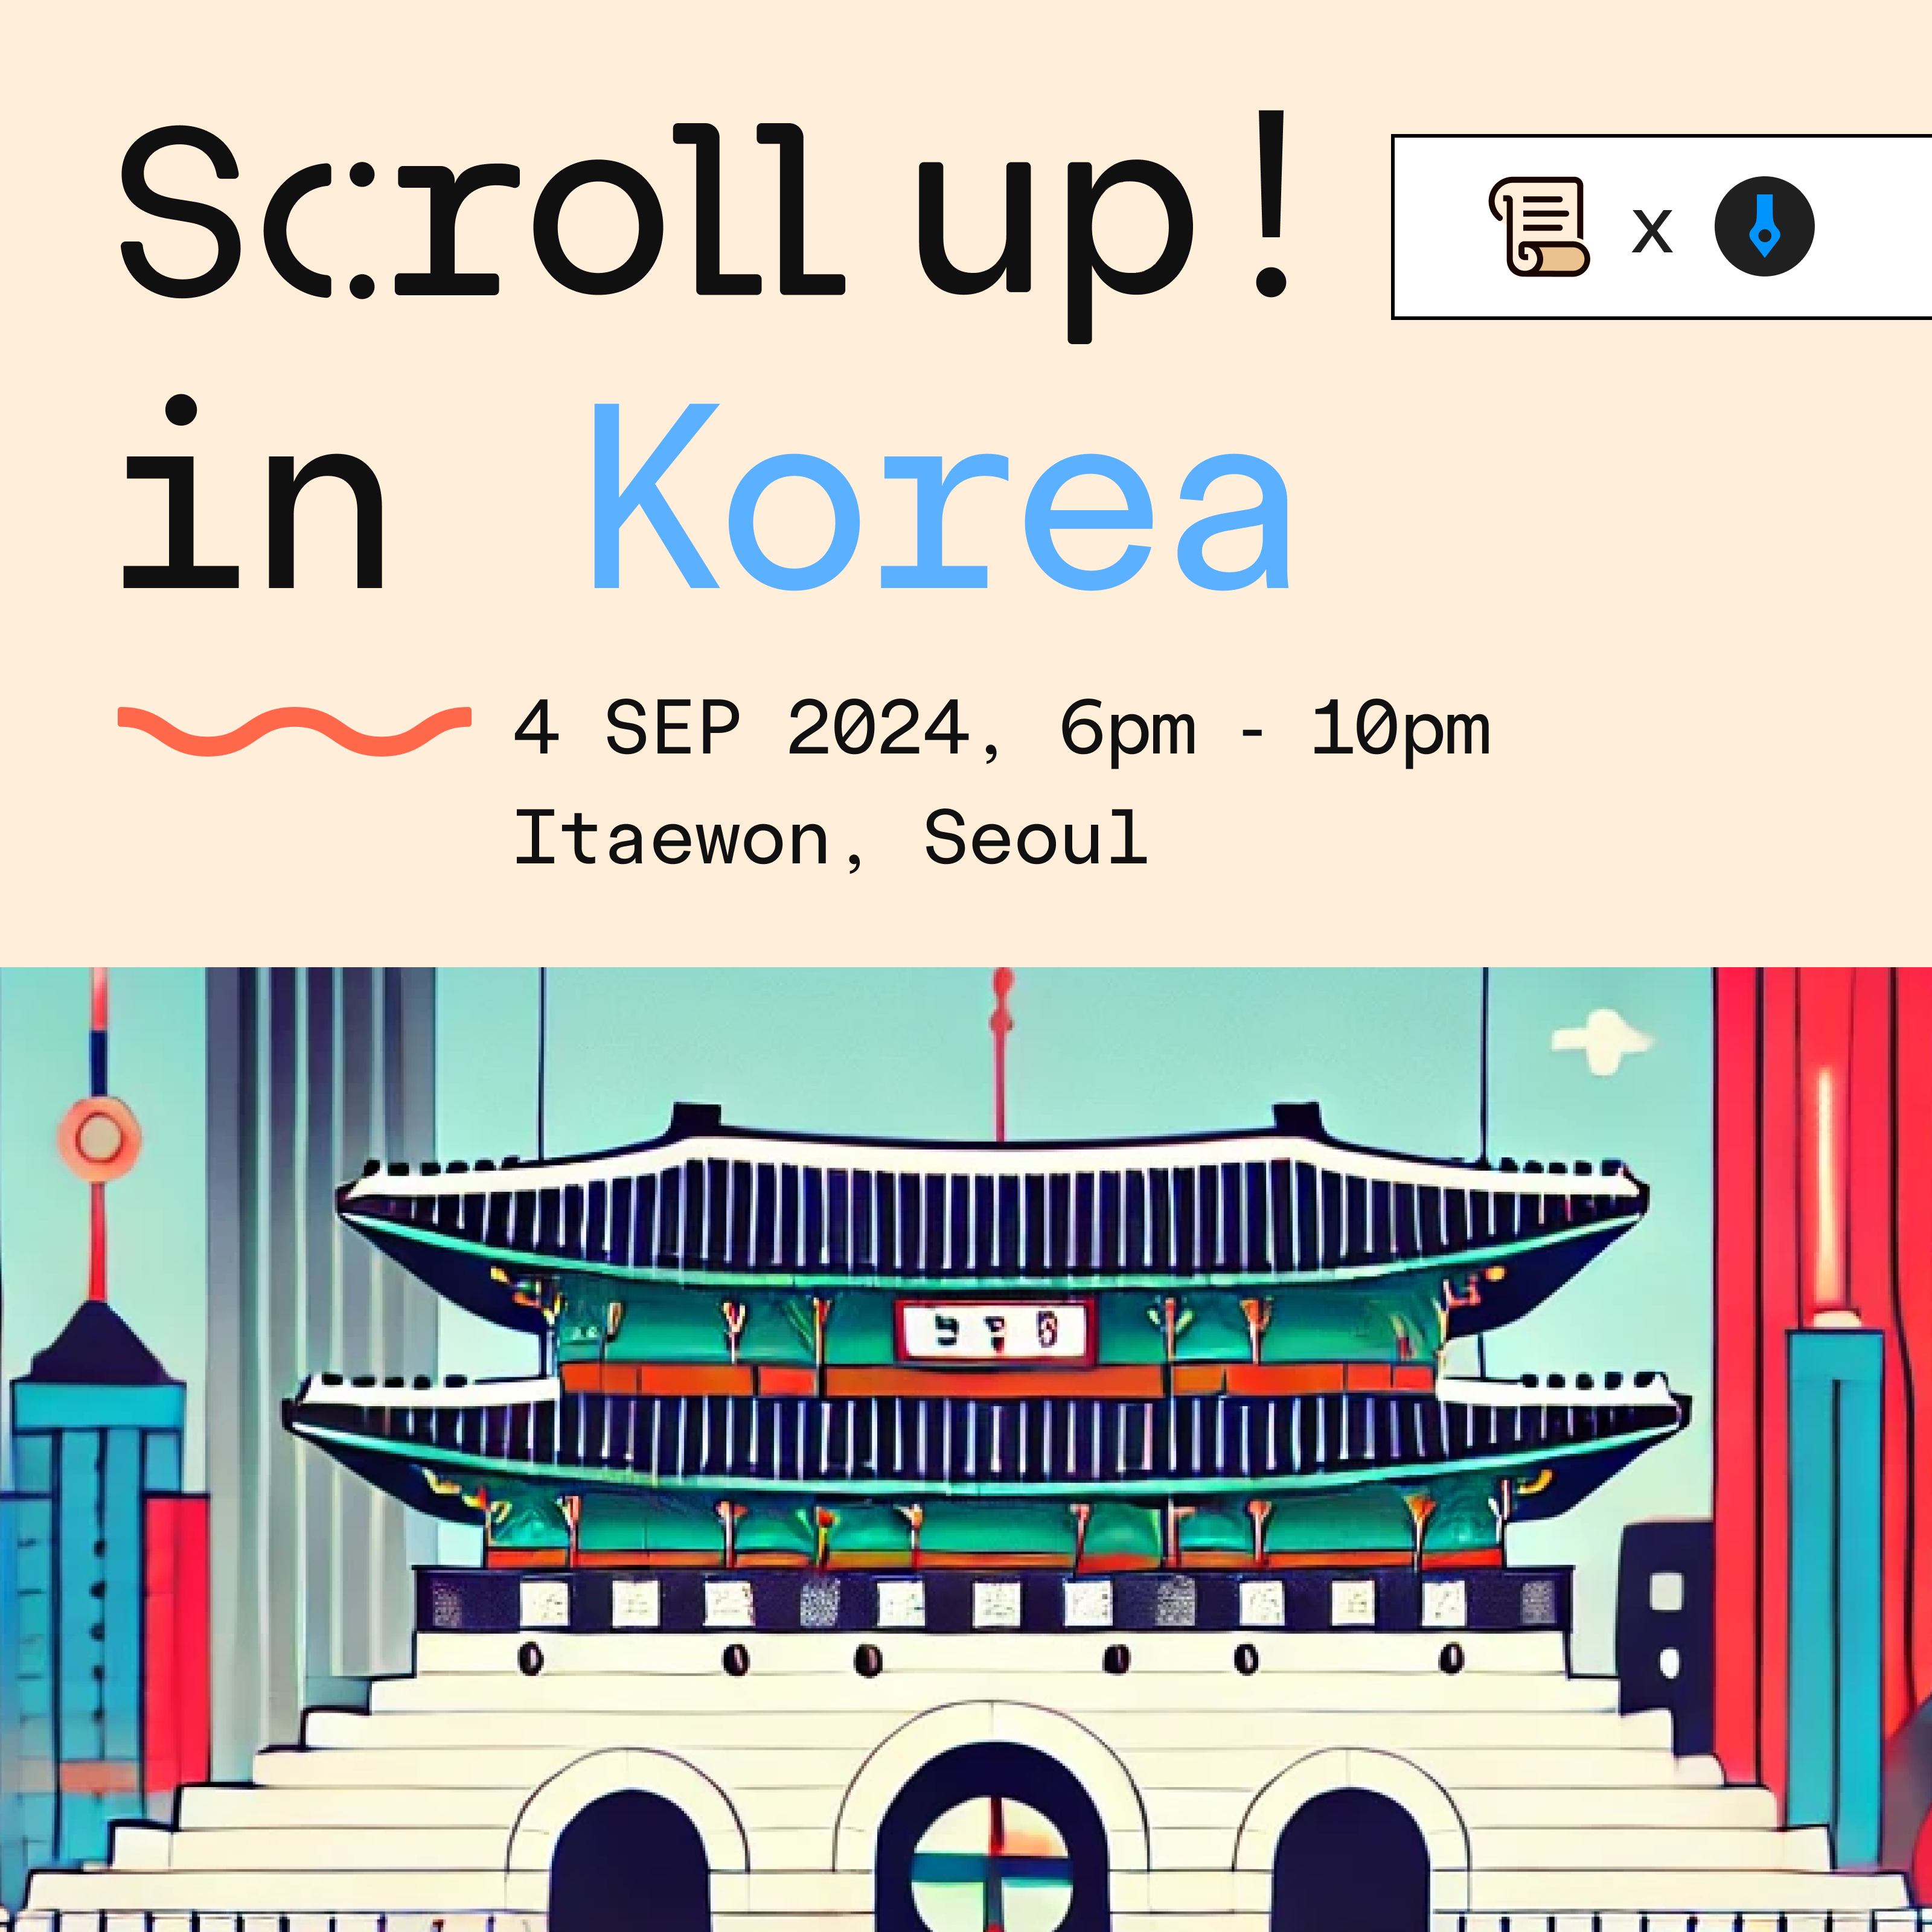 Scroll up!
x
in Korea
4 SEP 2024, 6pm - 10pm
Itaewon, Seoul